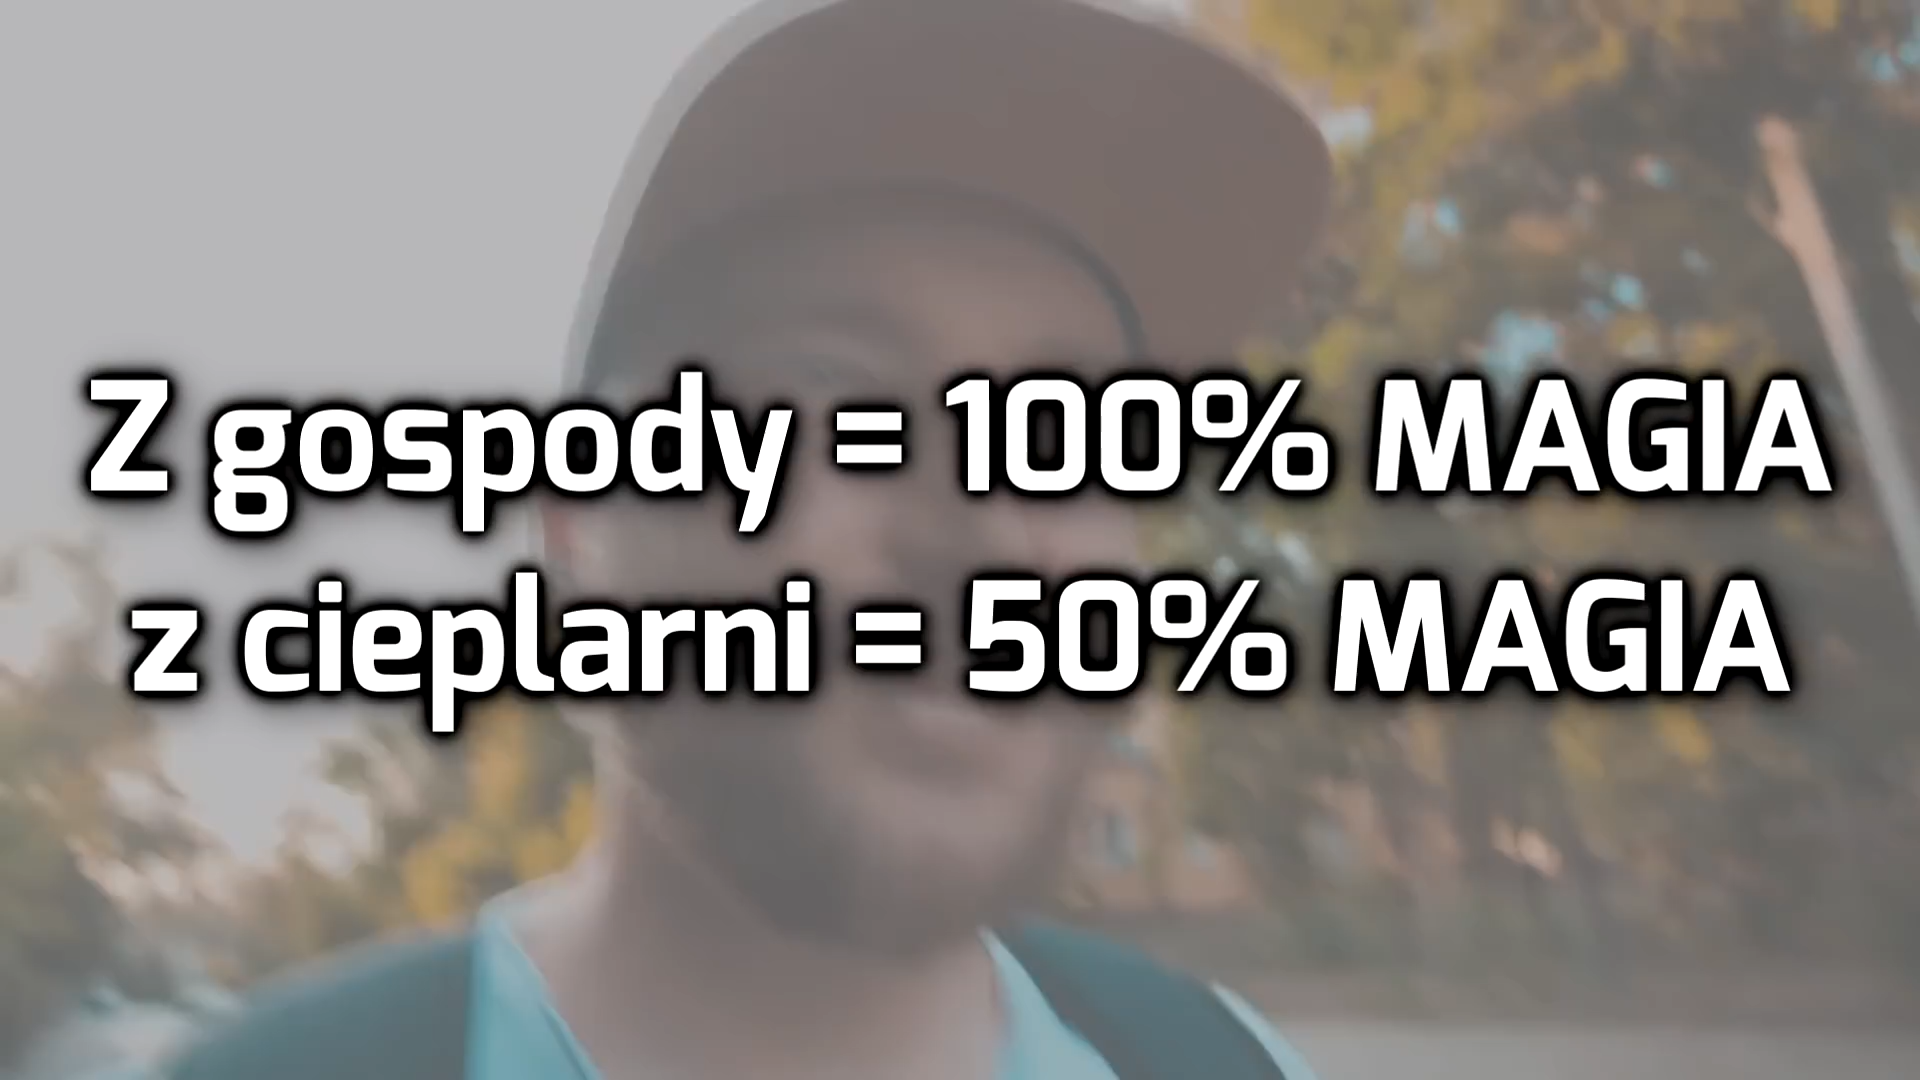 Z gospody = 100% MAGIA
z cieplarni = 50% MAGIA